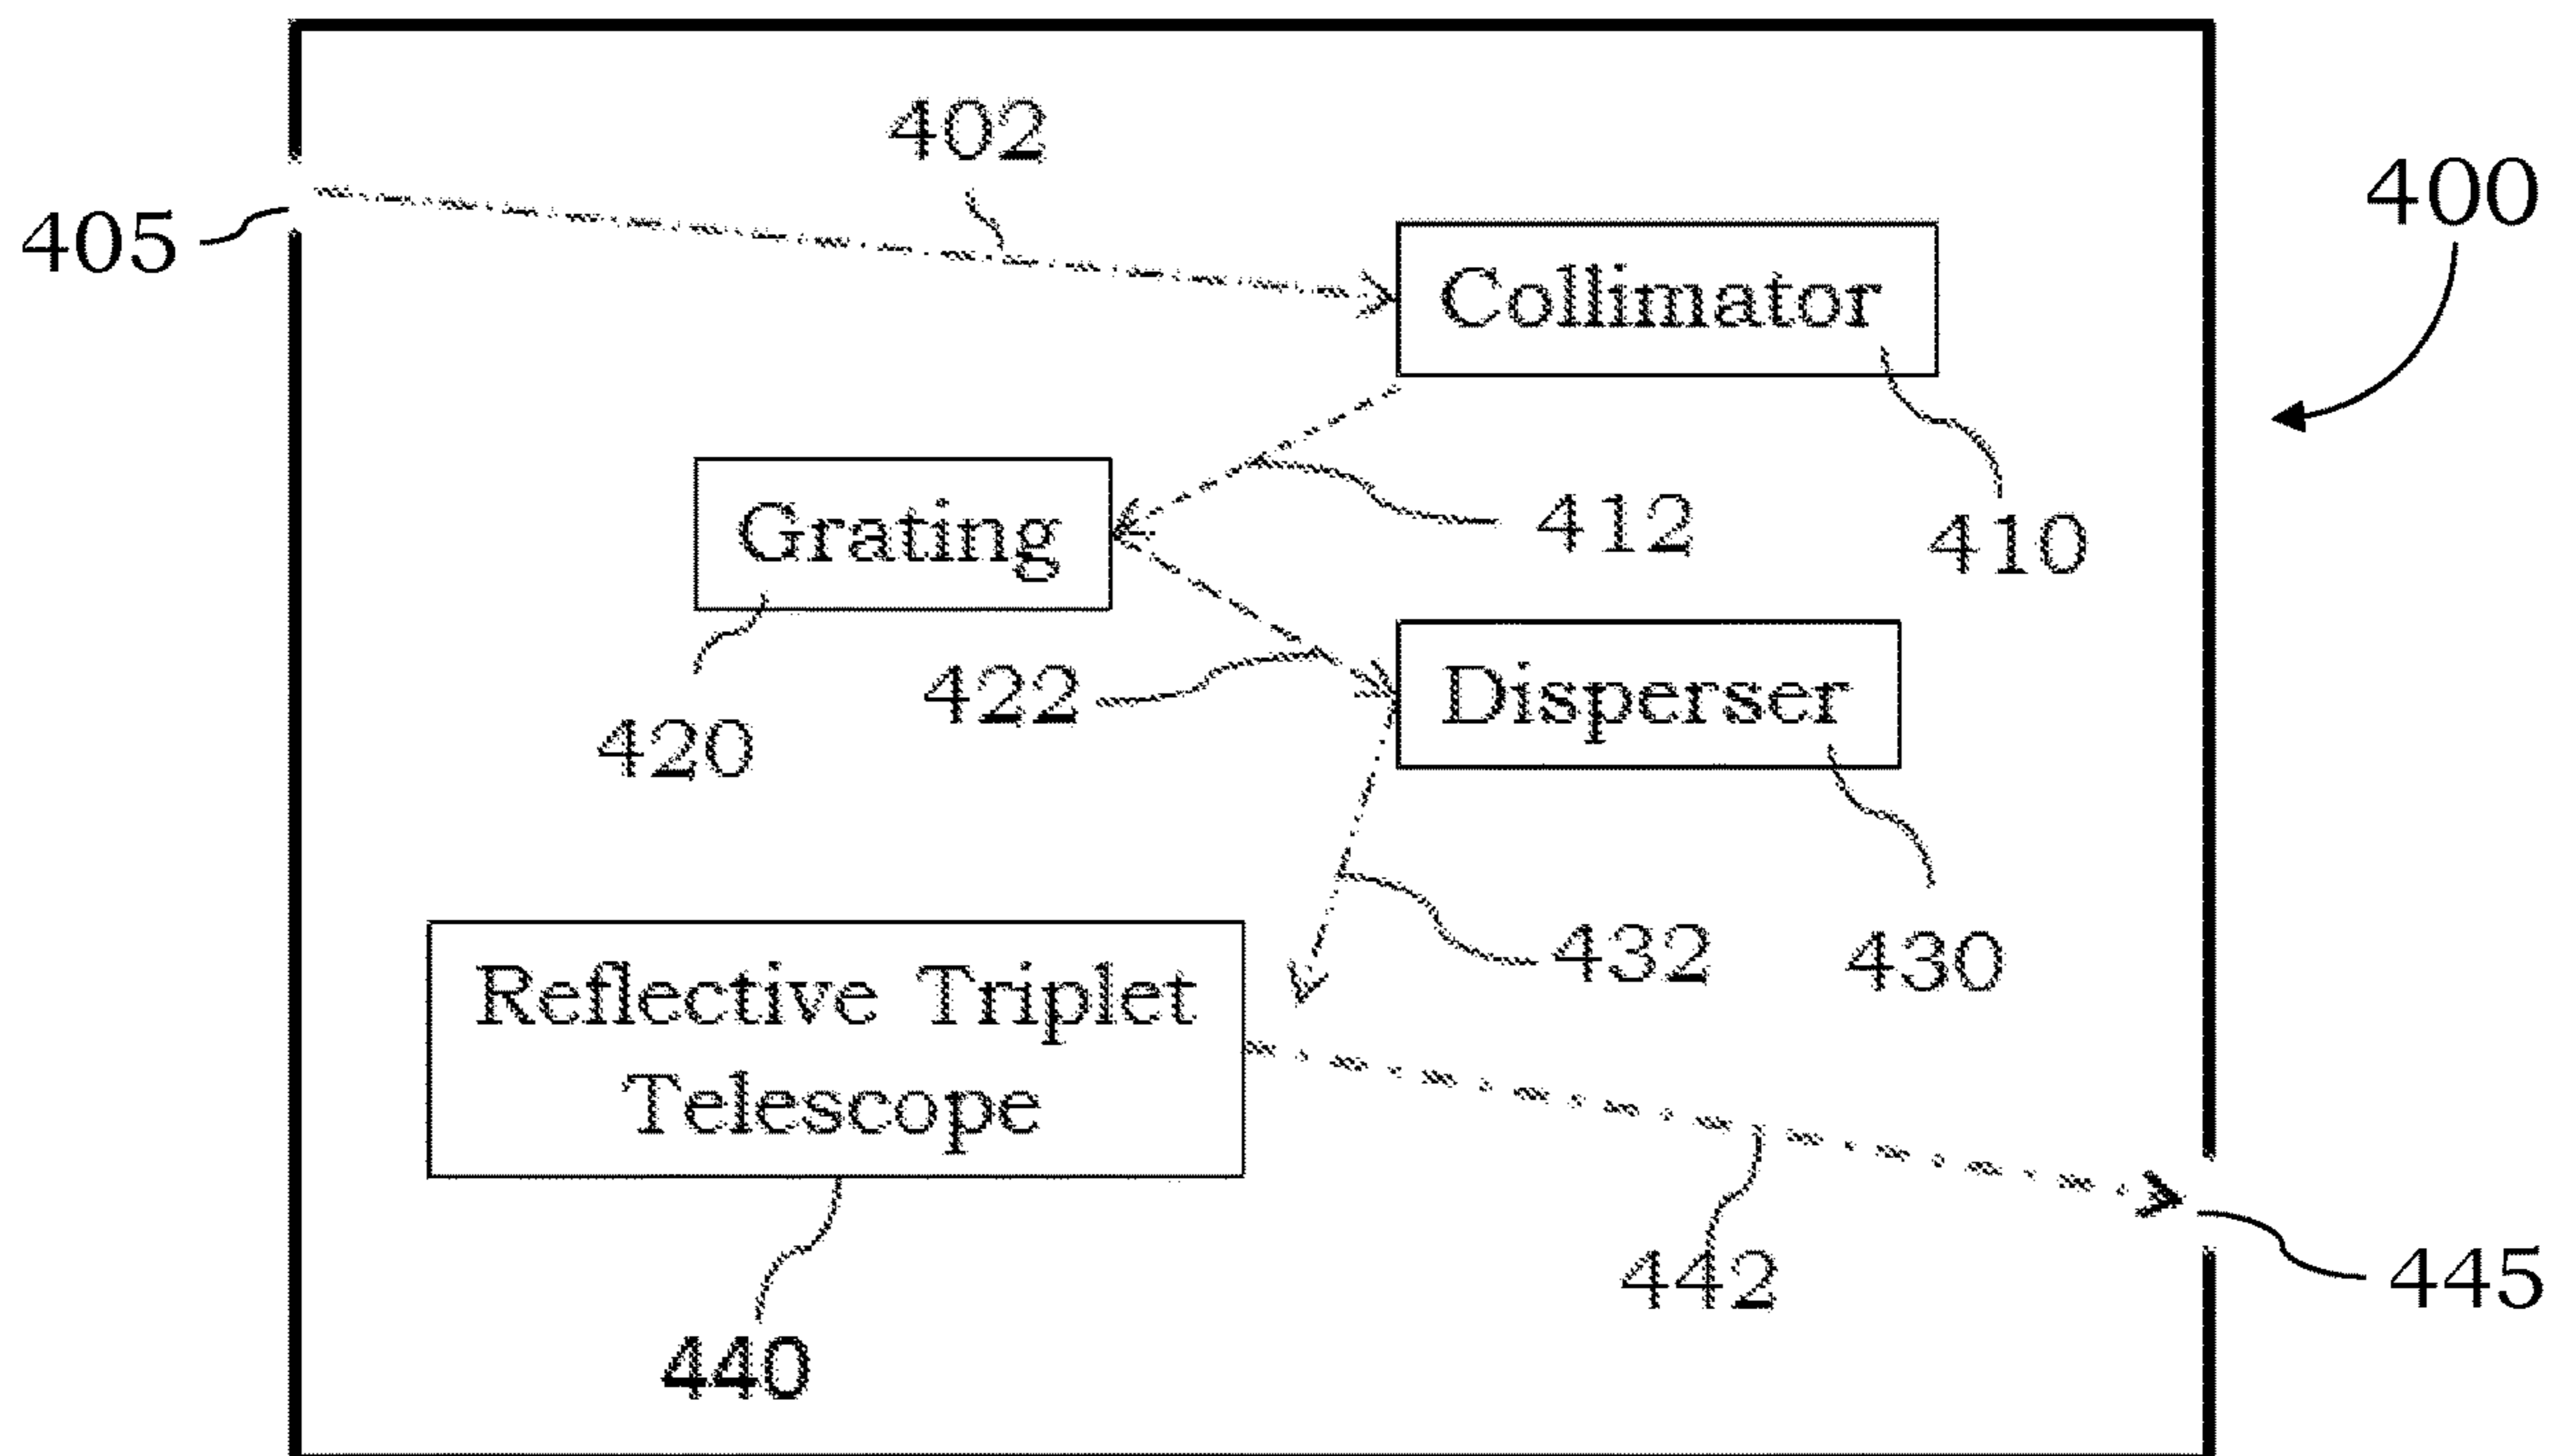 402
400
405
Collimator
Grating
412
410
422
Disperser
420
432
430
Reflective Triplet
Telescope
442
445
440